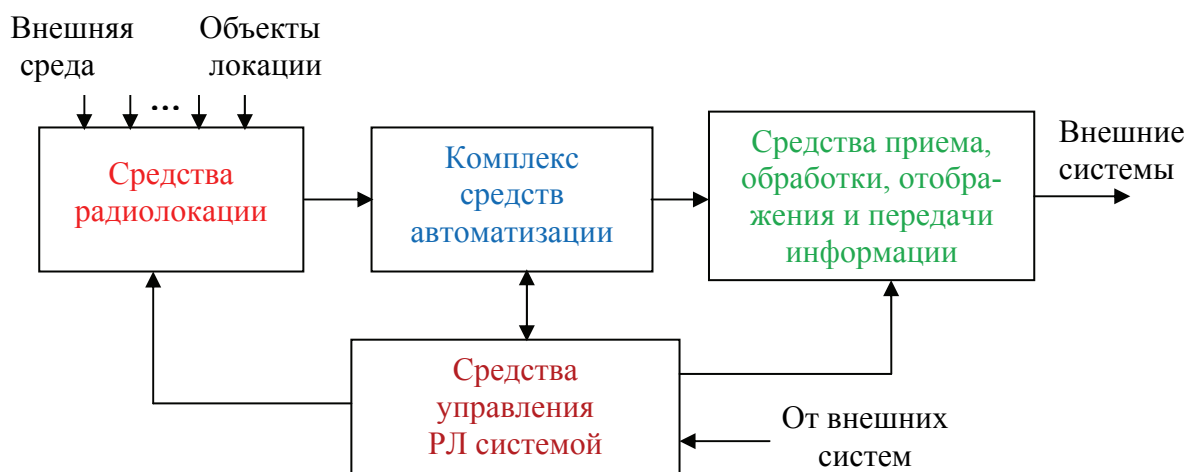 Внешняя
среда
Объекты
локации
...
Средства
радиолокации
Комплекс
средств
автоматизации
Средства приема,
обработки, отобра-
жения и передачи
информации
Внешние
системы
Средства
управления
РЛ системой
От внешних
систем